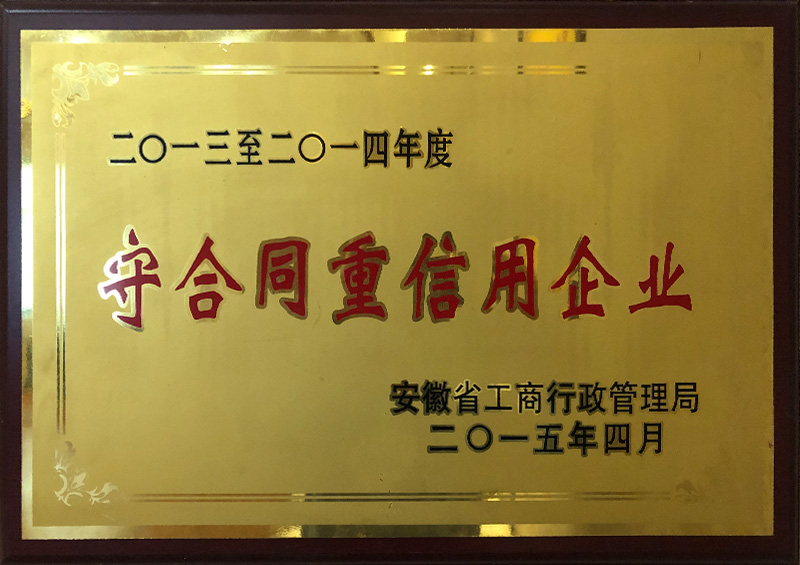 二〇一三至二〇一四年度
守合同重信用企业
安徽省工商行政管理局
二〇一五年四月